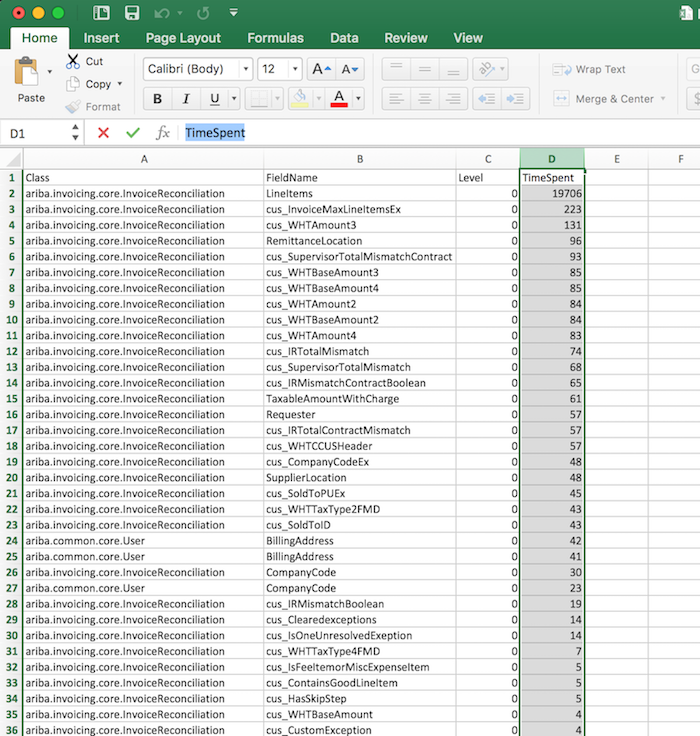 Home Insert Page Layout Formulas Data Review View
Paste Cut Copy Format
Calibri (Body) 12 A A
B I U A
Wrap Text
Merge & Center
D1 fx TimeSpent
A B C D E F
1 Class FieldName Level TimeSpent
2 ariba.invoicing.core.InvoiceReconciliation LineItems 0 19706
3 ariba.invoicing.core.InvoiceReconciliation cus_InvoiceMaxLineItemsEx 0 223
4 ariba.invoicing.core.InvoiceReconciliation cus_WHTAmount3 0 131
5 ariba.invoicing.core.InvoiceReconciliation RemittanceLocation 0 96
6 ariba.invoicing.core.InvoiceReconciliation cus_SupervisorTotalMismatchContract 0 93
7 ariba.invoicing.core.InvoiceReconciliation cus_WHTBaseAmount3 0 85
8 ariba.invoicing.core.InvoiceReconciliation cus_WHTBaseAmount4 0 85
9 ariba.invoicing.core.InvoiceReconciliation cus_WHTAmount2 0 84
10 ariba.invoicing.core.InvoiceReconciliation cus_WHTBaseAmount2 0 84
11 ariba.invoicing.core.InvoiceReconciliation cus_WHTAmount4 0 83
12 ariba.invoicing.core.InvoiceReconciliation cus_IRTotalMismatch 0 74
13 ariba.invoicing.core.InvoiceReconciliation cus_SupervisorTotalMismatch 0 68
14 ariba.invoicing.core.InvoiceReconciliation cus_IRMismatchContractBoolean 0 65
15 ariba.invoicing.core.InvoiceReconciliation TaxableAmountWithCharge 0 61
16 ariba.invoicing.core.InvoiceReconciliation Requester 0 57
17 ariba.invoicing.core.InvoiceReconciliation cus_IRTotalContractMismatch 0 57
18 ariba.invoicing.core.InvoiceReconciliation cus_WHTCCUSHeader 0 57
19 ariba.invoicing.core.InvoiceReconciliation cus_CompanyCodeEx 0 48
20 ariba.invoicing.core.InvoiceReconciliation SupplierLocation 0 48
21 ariba.invoicing.core.InvoiceReconciliation cus_SoldToPUEx 0 45
22 ariba.invoicing.core.InvoiceReconciliation cus_WHTTaxType2FMD 0 43
23 ariba.invoicing.core.InvoiceReconciliation cus_SoldToID 0 43
24 ariba.common.core.User BillingAddress 0 42
25 ariba.common.core.User BillingAddress 0 41
26 ariba.invoicing.core.InvoiceReconciliation CompanyCode 0 30
27 ariba.common.core.User CompanyCode 0 23
28 ariba.invoicing.core.InvoiceReconciliation cus_IRMismatchBoolean 0 19
29 ariba.invoicing.core.InvoiceReconciliation cus_Clearedexceptions 0 14
30 ariba.invoicing.core.InvoiceReconciliation cus_IsOneUnresolvedExeption 0 14
31 ariba.invoicing.core.InvoiceReconciliation cus_WHTTaxType4FMD 0 7
32 ariba.invoicing.core.InvoiceReconciliation cus_IsFeeItemorMiscExpenseItem 0 5
33 ariba.invoicing.core.InvoiceReconciliation cus_ContainsGoodLineItem 0 5
34 ariba.invoicing.core.InvoiceReconciliation cus_HasSkipStep 0 5
35 ariba.invoicing.core.InvoiceReconciliation cus_WHTBaseAmount 0 4
36 ariba.invoicing.core.InvoiceReconciliation cus_CustomException 0 4